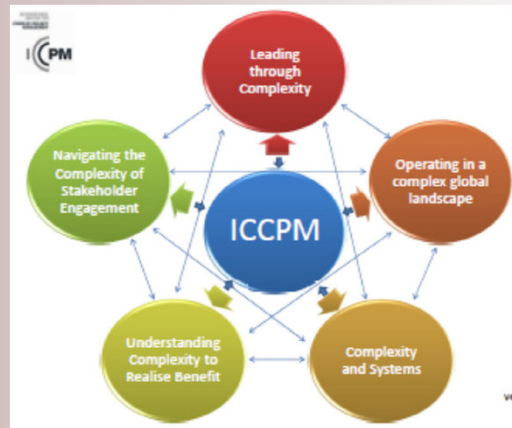 ICCPM
Leading
through
Complexity
Navigating the
Complexity of
Stakeholder
Engagement
Operating in a
complex global
landscape
ICCPM
Understanding
Complexity to
Realise Benefit
Complexity
and Systems